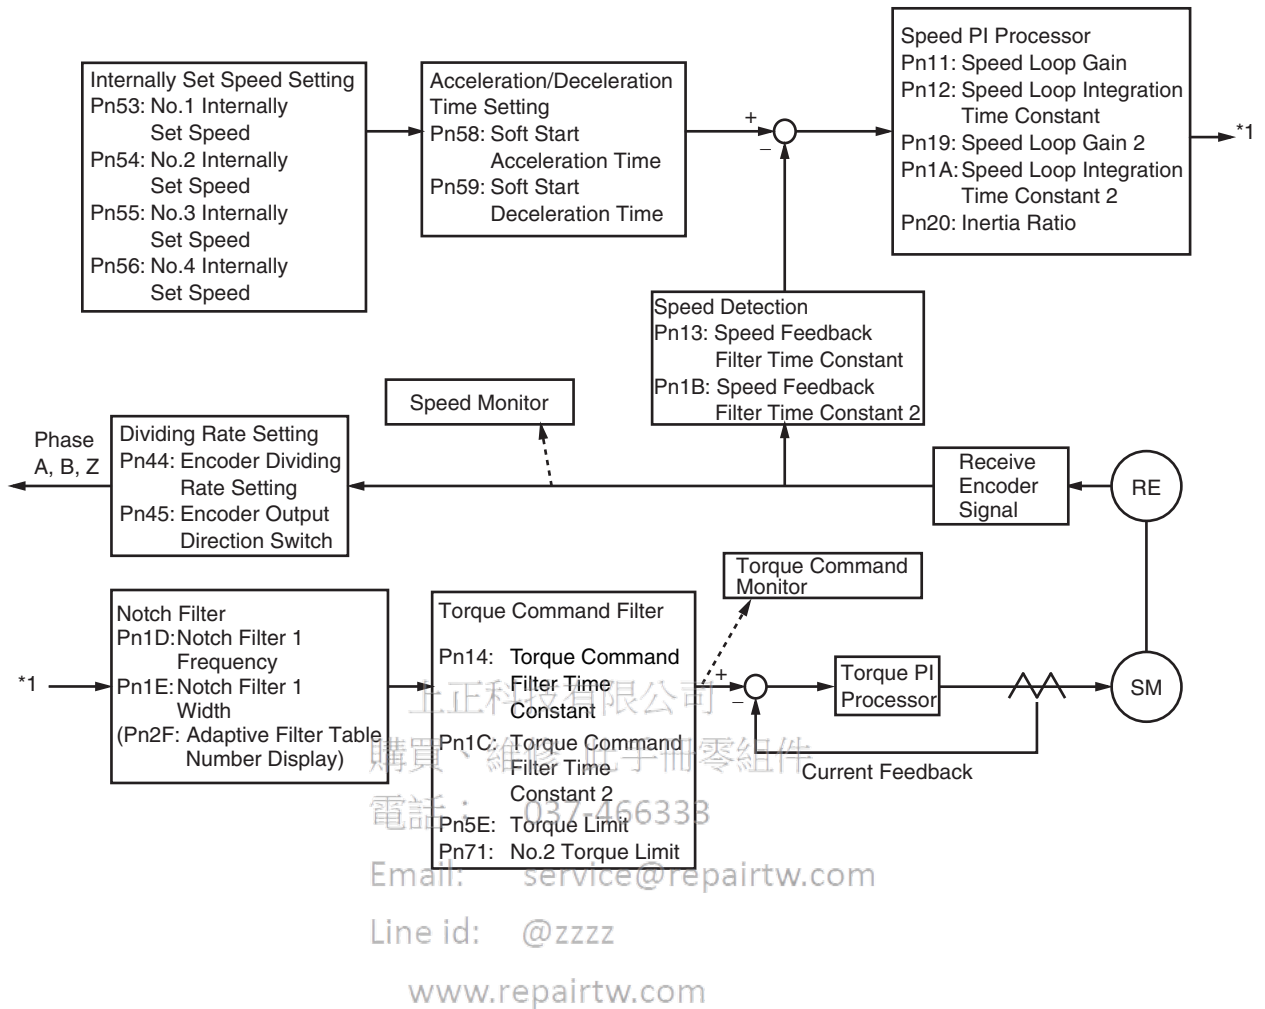 Internally Set Speed Setting
Pn53: No.1 Internally
Set Speed
Pn54: No.2 Internally
Set Speed
Pn55: No.3 Internally
Set Speed
Pn56: No.4 Internally
Set Speed
Acceleration/Deceleration
Time Setting
Pn58: Soft Start
Acceleration Time
Pn59: Soft Start
Deceleration Time
+
−
Speed PI Processor
Pn11: Speed Loop Gain
Pn12: Speed Loop Integration
Time Constant
Pn19: Speed Loop Gain 2
Pn1A: Speed Loop Integration
Time Constant 2
Pn20: Inertia Ratio
*1
Speed Detection
Pn13: Speed Feedback
Filter Time Constant
Pn1B: Speed Feedback
Filter Time Constant 2
Speed Monitor
Phase
A, B, Z
Dividing Rate Setting
Pn44: Encoder Dividing
Rate Setting
Pn45: Encoder Output
Direction Switch
Receive
Encoder
Signal
RE
*1
Notch Filter
Pn1D: Notch Filter 1
Frequency
Pn1E: Notch Filter 1
Width
(Pn2F: Adaptive Filter Table
Number Display)
Torque Command Filter
Pn14: Torque Command
Filter Time
Constant
Pn1C: Torque Command
Filter Time
Constant 2
Pn5E: Torque Limit
Pn71: No.2 Torque Limit
Torque Command
Monitor
+
−
Torque PI
Processor
SM
Current Feedback
上正科技有限公司
購買、維修 此手冊零組件
電話： 037-466333
Email: service@repairtw.com
Line id: @zzzz
www.repairtw.com